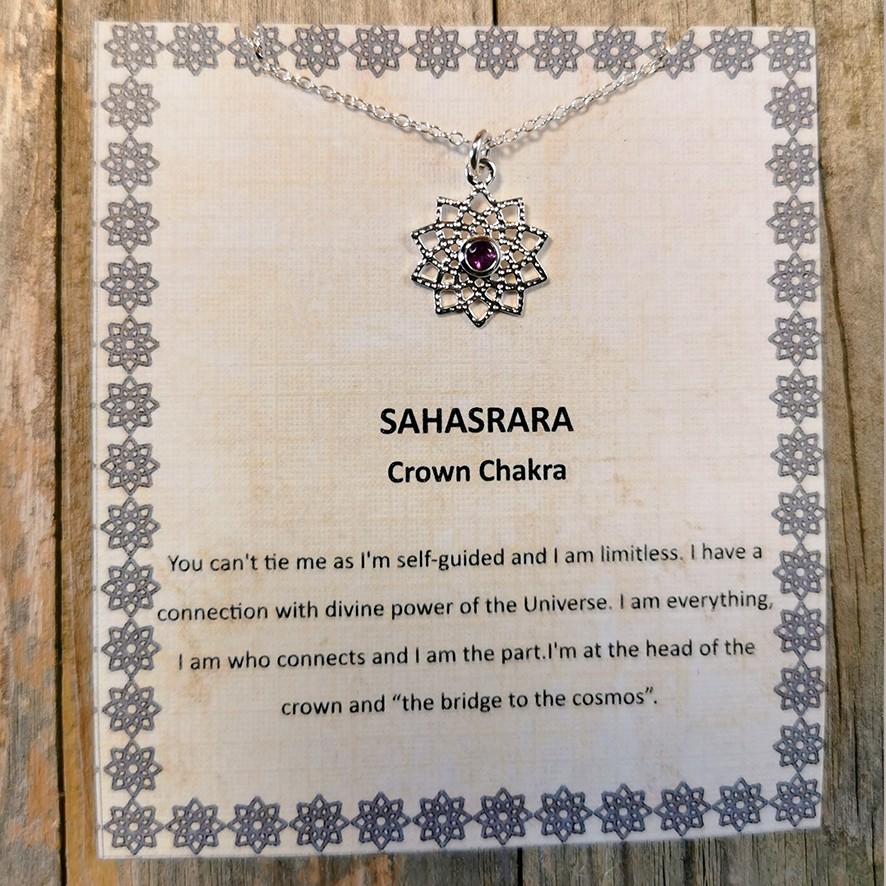 SAHASRARA
Crown Chakra
You can't tie me as I'm self-guided and I am limitless. I have a
connection with divine power of the Universe. I am everything,
I am who connects and I am the part.I'm at the head of the
crown and “the bridge to the cosmos”.